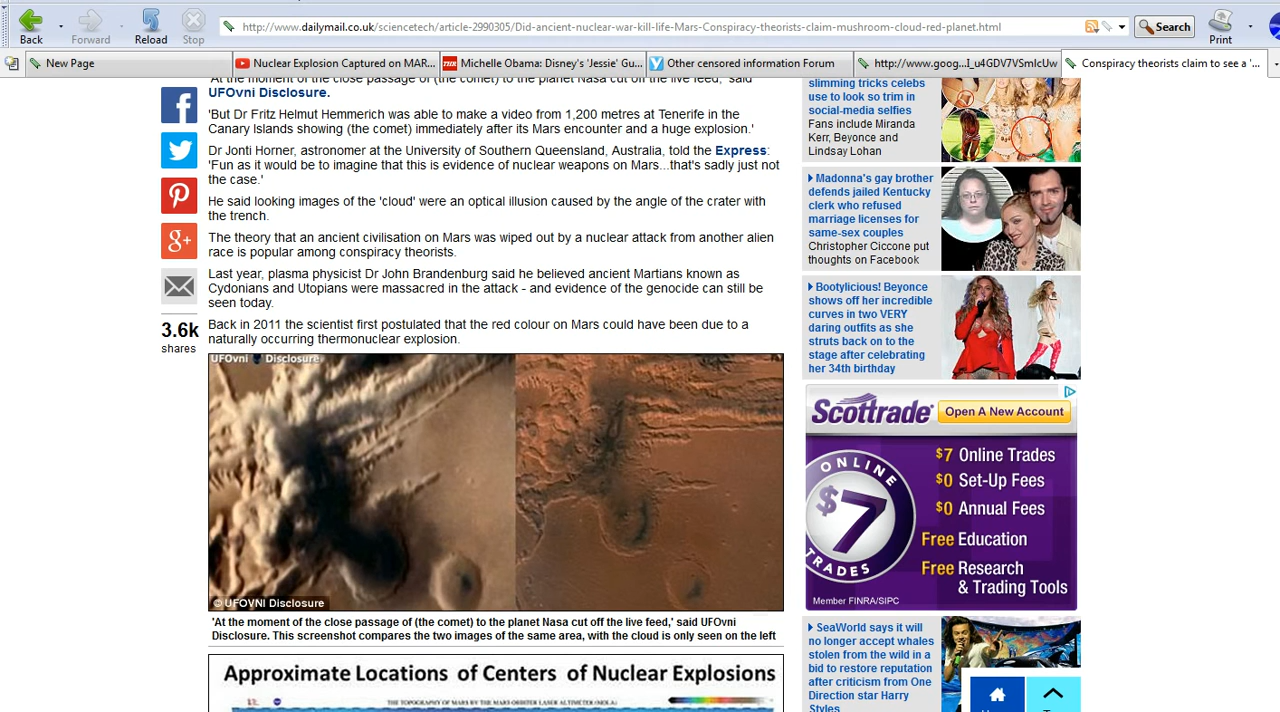 Back
Forward
Reload
Stop
http://www.dailymail.co.uk/sciencetech/article-2990305/Did-ancient-nuclear-war-kill-life-Mars-Conspiracy-theorists-claim-mushroom-cloud-red-planet.html
Search
Print
New Page
Nuclear Explosion Captured on MAR...
Michelle Obama: Disney's 'Jessie' Gu...
Other censored information Forum
http://www.goog...I_u4GDV7VSmIcUw
Conspiracy theorists claim to see a '...
'At the moment of the close passage of (the comet) to the planet Nasa cut off the live feed,' said
UFOvni Disclosure.
'But Dr Fritz Helmut Hemmerich was able to make a video from 1,200 metres at Tenerife in the
Canary Islands showing (the comet) immediately after its Mars encounter and a huge explosion.'
Dr Jonti Horner, astronomer at the University of Southern Queensland, Australia, told the Express:
'Fun as it would be to imagine that this is evidence of nuclear weapons on Mars...that's sadly just not
the case.'
He said looking images of the 'cloud' were an optical illusion caused by the angle of the crater with
the trench.
The theory that an ancient civilisation on Mars was wiped out by a nuclear attack from another alien
race is popular among conspiracy theorists.
Last year, plasma physicist Dr John Brandenburg said he believed ancient Martians known as
Cydonians and Utopians were massacred in the attack - and evidence of the genocide can still be
seen today.
Back in 2011 the scientist first postulated that the red colour on Mars could have been due to a
naturally occurring thermonuclear explosion.
g+
3.6k
shares
UFOvni Disclosure
© UFOVNI Disclosure
'At the moment of the close passage of (the comet) to the planet Nasa cut off the live feed,' said UFOvni
Disclosure. This screenshot compares the two images of the same area, with the cloud is only seen on the left
Approximate Locations of Centers of Nuclear Explosions
THE TOPOGRAPHY OF MARS BY THE MARS ORBITER LASER ALTIMETER (MOLA)
slimming tricks celebs
use to look so trim in
social-media selfies
Fans include Miranda
Kerr, Beyonce and
Lindsay Lohan
Madonna's gay brother
defends jailed Kentucky
clerk who refused
marriage licenses for
same-sex couples
Christopher Ciccone put
thoughts on Facebook
Bootylicious! Beyonce
shows off her incredible
curves in two VERY
daring outfits as she
struts back on to the
stage after celebrating
her 34th birthday
Scottrade
Open A New Account
ONLINE
$7
TRADES
$7 Online Trades
$0 Set-Up Fees
$0 Annual Fees
Free Education
Free Research
& Trading Tools
Member FINRA/SIPC
SeaWorld says it will
no longer accept whales
stolen from the wild in a
bid to restore reputation
after criticism from One
Direction star Harry
Styles